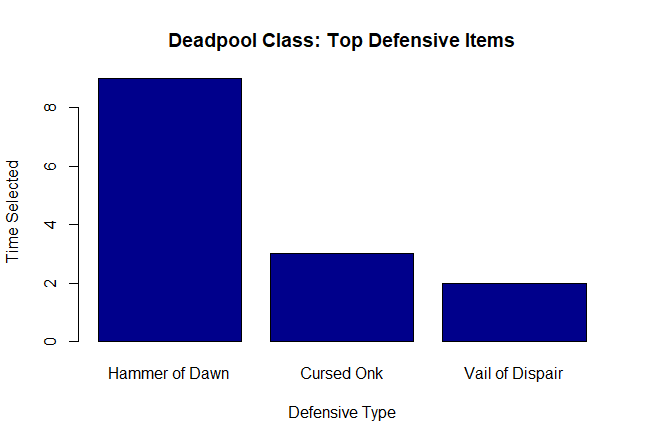 Deadpool Class: Top Defensive Items
Time Selected
8
6
4
2
0
Hammer of Dawn Cursed Onk Vail of Dispair
Defensive Type